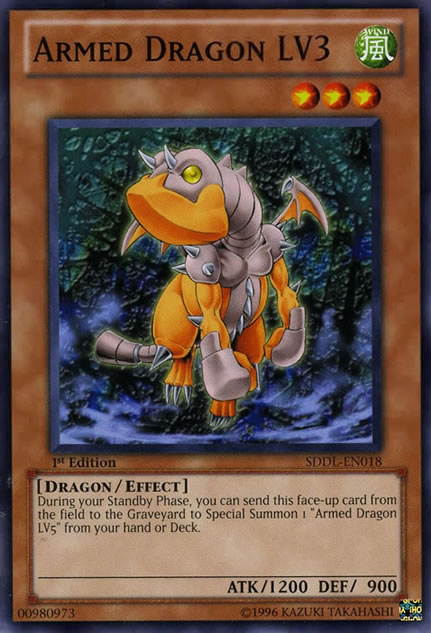 ARMED DRAGON LV3
WIND
風
1st Edition
SDDL-EN018
[DRAGON/EFFECT]
During your Standby Phase, you can send this face-up card from
the field to the Graveyard to Special Summon 1 "Armed Dragon
LV5" from your hand or Deck.
ATK/1200 DEF/ 900
00980973
©1996 KAZUKI TAKAHASHI